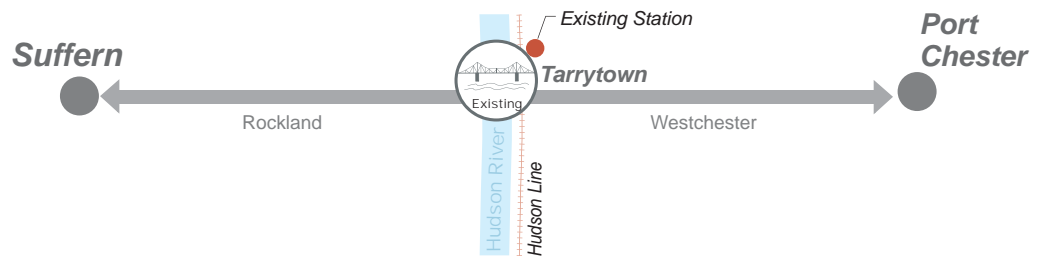 Existing Station
Port
Chester
Suffern
Tarrytown
Existing
Rockland
Westchester
Hudson River
Hudson Line